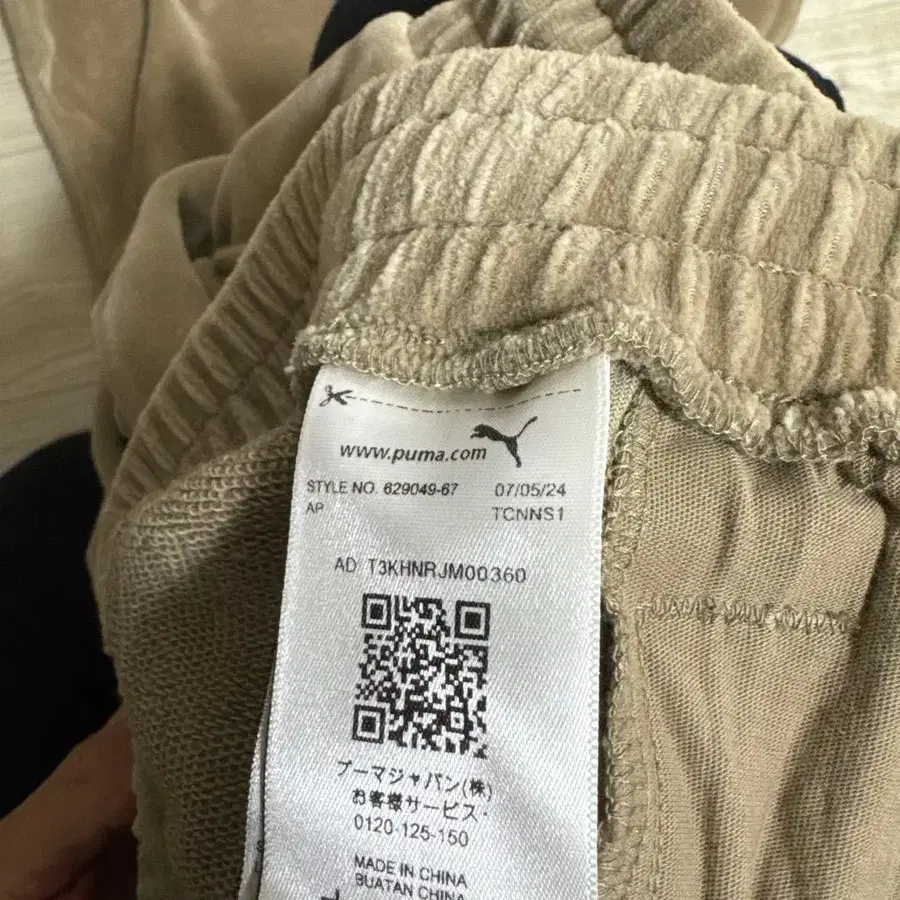 www.puma.com
STYLE NO. 629049-67 07/05/24
AP TCNNS1
AD T3KHNRJM00360
プーマジャパン(株)
お客様サービス・
0120-125-150
MADE IN CHINA
BUATAN CHINA